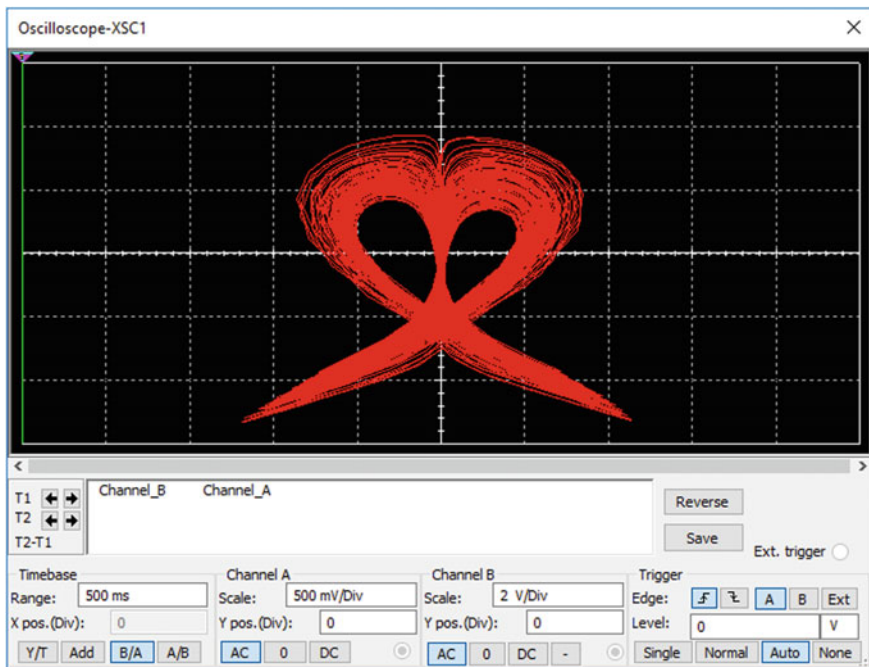 Oscilloscope-XSC1
T1
T2
T2-T1
Channel_B Channel_A
Reverse
Save
Ext. trigger
Timebase
Range: 500 ms
X pos.(Div): 0
Y/T Add B/A A/B
Channel A
Scale: 500 mV/Div
Y pos.(Div): 0
AC 0 DC
Channel B
Scale: 2 V/Div
Y pos.(Div): 0
AC 0 DC -
Trigger
Edge: A B Ext
Level: 0 V
Single Normal Auto None